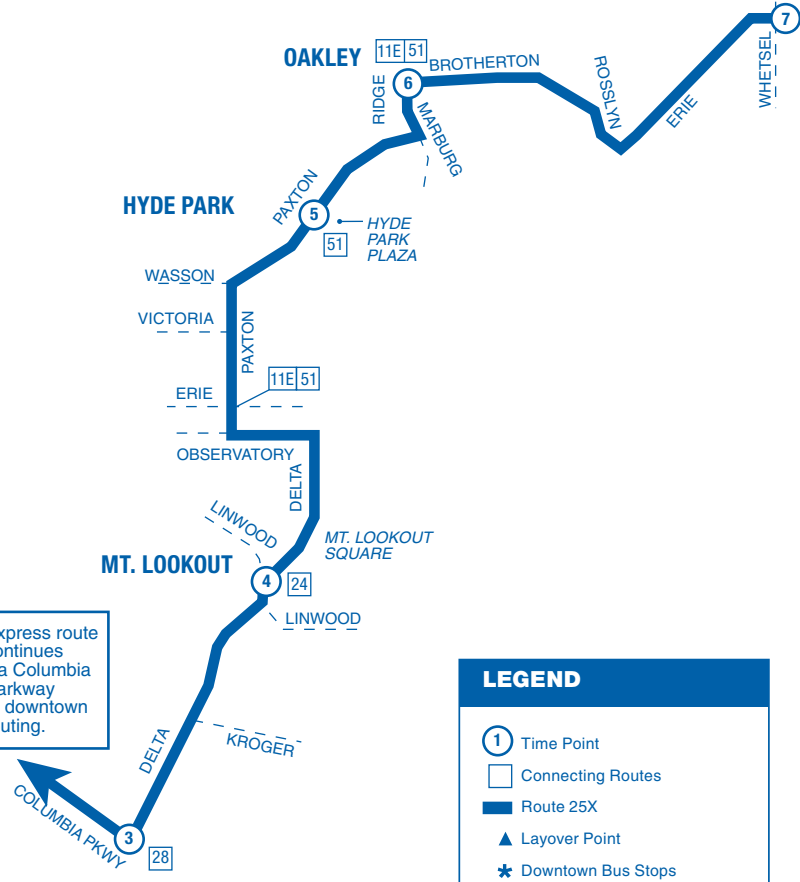 7
WHETSEL
OAKLEY
11E 51
BROTHERTON
6
RIDGE
MARBURG
ROSSLYN
ERIE
HYDE PARK
PAXTON
5
51
HYDE
PARK
PLAZA
WASSON
VICTORIA
PAXTON
11E 51
ERIE
OBSERVATORY
DELTA
LINWOOD
MT. LOOKOUT
SQUARE
MT. LOOKOUT
4
24
LINWOOD
xpress route
ontinues
a Columbia
arkway
downtown
uting.
KROGER
DELTA
COLUMBIA PKWY
3
28
LEGEND
1 Time Point
Connecting Routes
Route 25X
Layover Point
Downtown Bus Stops